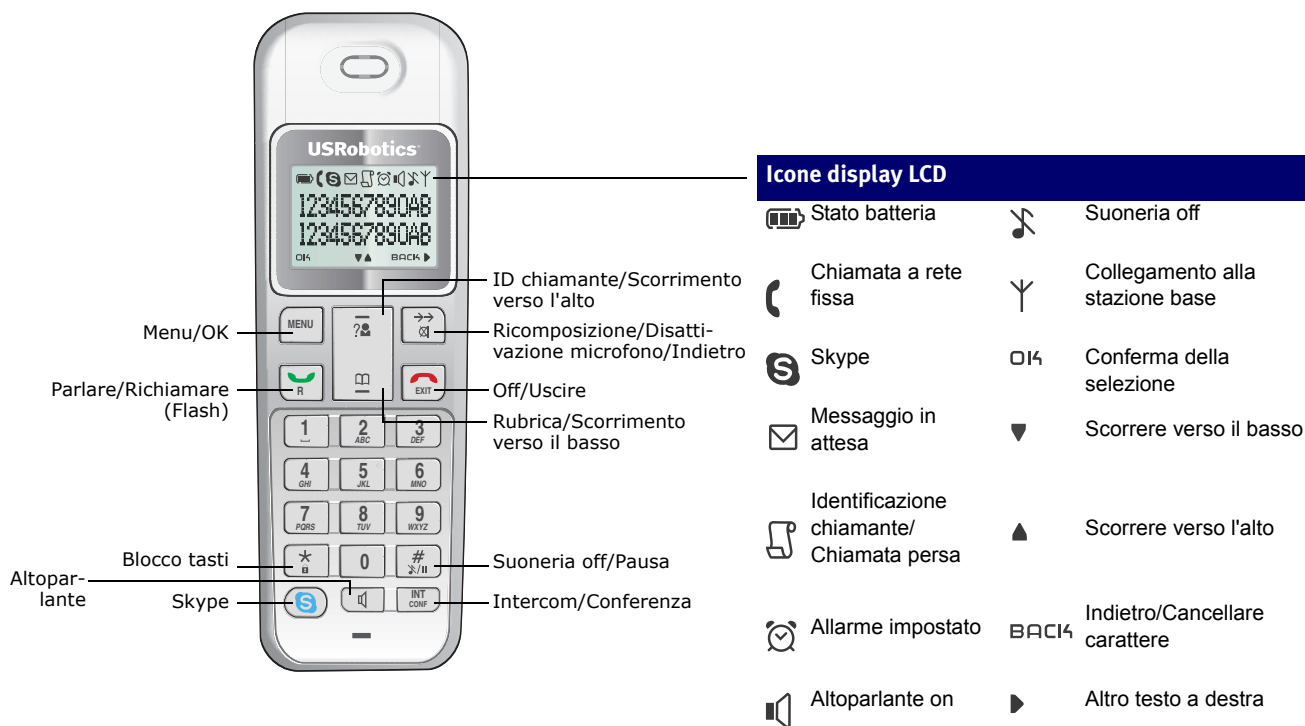 USRobotics
1234567890AB
1234567890AB
OK ▼▲ BACK ▶
MENU
?
→→
R
EXIT
1
2 ABC
3 DEF
4 GHI
5 JKL
6 MNO
7 PQRS
8 TUV
9 WXYZ
*
0
#
/II
INT
CONF
Menu/OK
Parlare/Richiamare
(Flash)
Blocco tasti
Altopar-
lante
Skype
ID chiamante/Scorrimento
verso l'alto
Ricomposizione/Disatti-
vazione microfono/Indietro
Off/Uscire
Rubrica/Scorrimento
verso il basso
Suoneria off/Pausa
Intercom/Conferenza
Icone display LCD
Stato batteria
Suoneria off
Chiamata a rete
fissa
Collegamento alla
stazione base
Skype
OK
Conferma della
selezione
Messaggio in
attesa
▼
Scorrere verso il basso
Identificazione
chiamante/
Chiamata persa
▲
Scorrere verso l'alto
Allarme impostato
BACK
Indietro/Cancellare
carattere
Altoparlante on
▶
Altro testo a destra